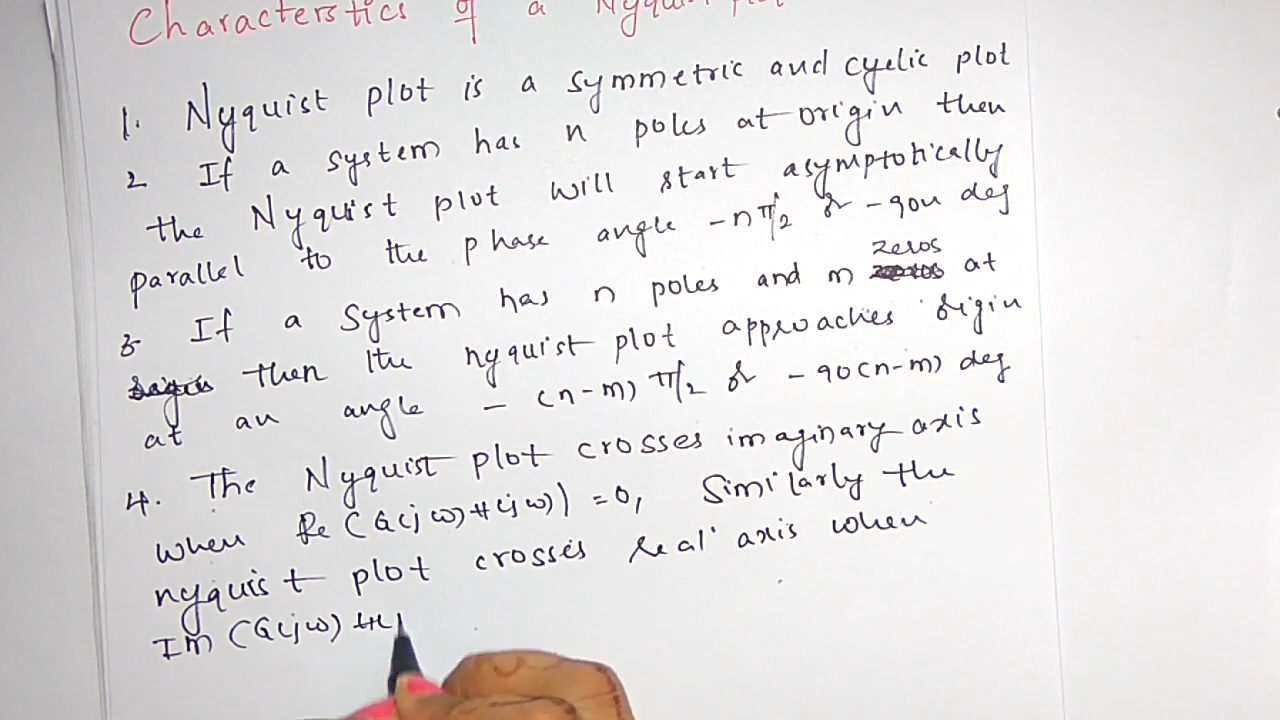 Characterstics of a Nyquist plot
1. Nyquist plot is a symmetric and cyclic plot
2 If a system has n poles at origin then
the Nyquist plot will start asymptotically
parallel to the phase angle -nπ/2 or -90n deg
3 If a system has n poles and m zeros at
then the nyquist plot approaches origin
at an angle - (n-m) π/2 or - 90(n-m) deg
4. The Nyquist plot crosses imaginary axis
when Re (G(jω)H(jω)) = 0, Similarly the
nyquist plot crosses real axis when
Im (G(jω) H(